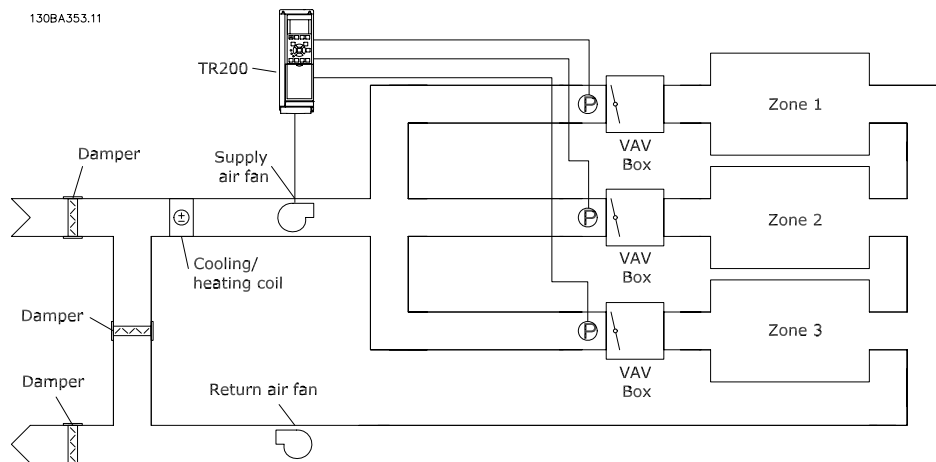 130BA353.11
TR200
Damper
Supply
air fan
Cooling/
heating coil
Damper
Damper
Return air fan
P
VAV
Box
Zone 1
P
VAV
Box
Zone 2
P
VAV
Box
Zone 3